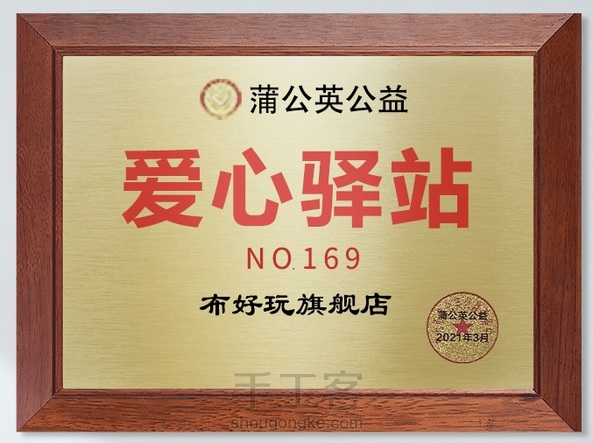 蒲公英公益
爱心驿站
NO.169
布好玩旗舰店
蒲公英公益
2021年3月
手工客
shougongke.com